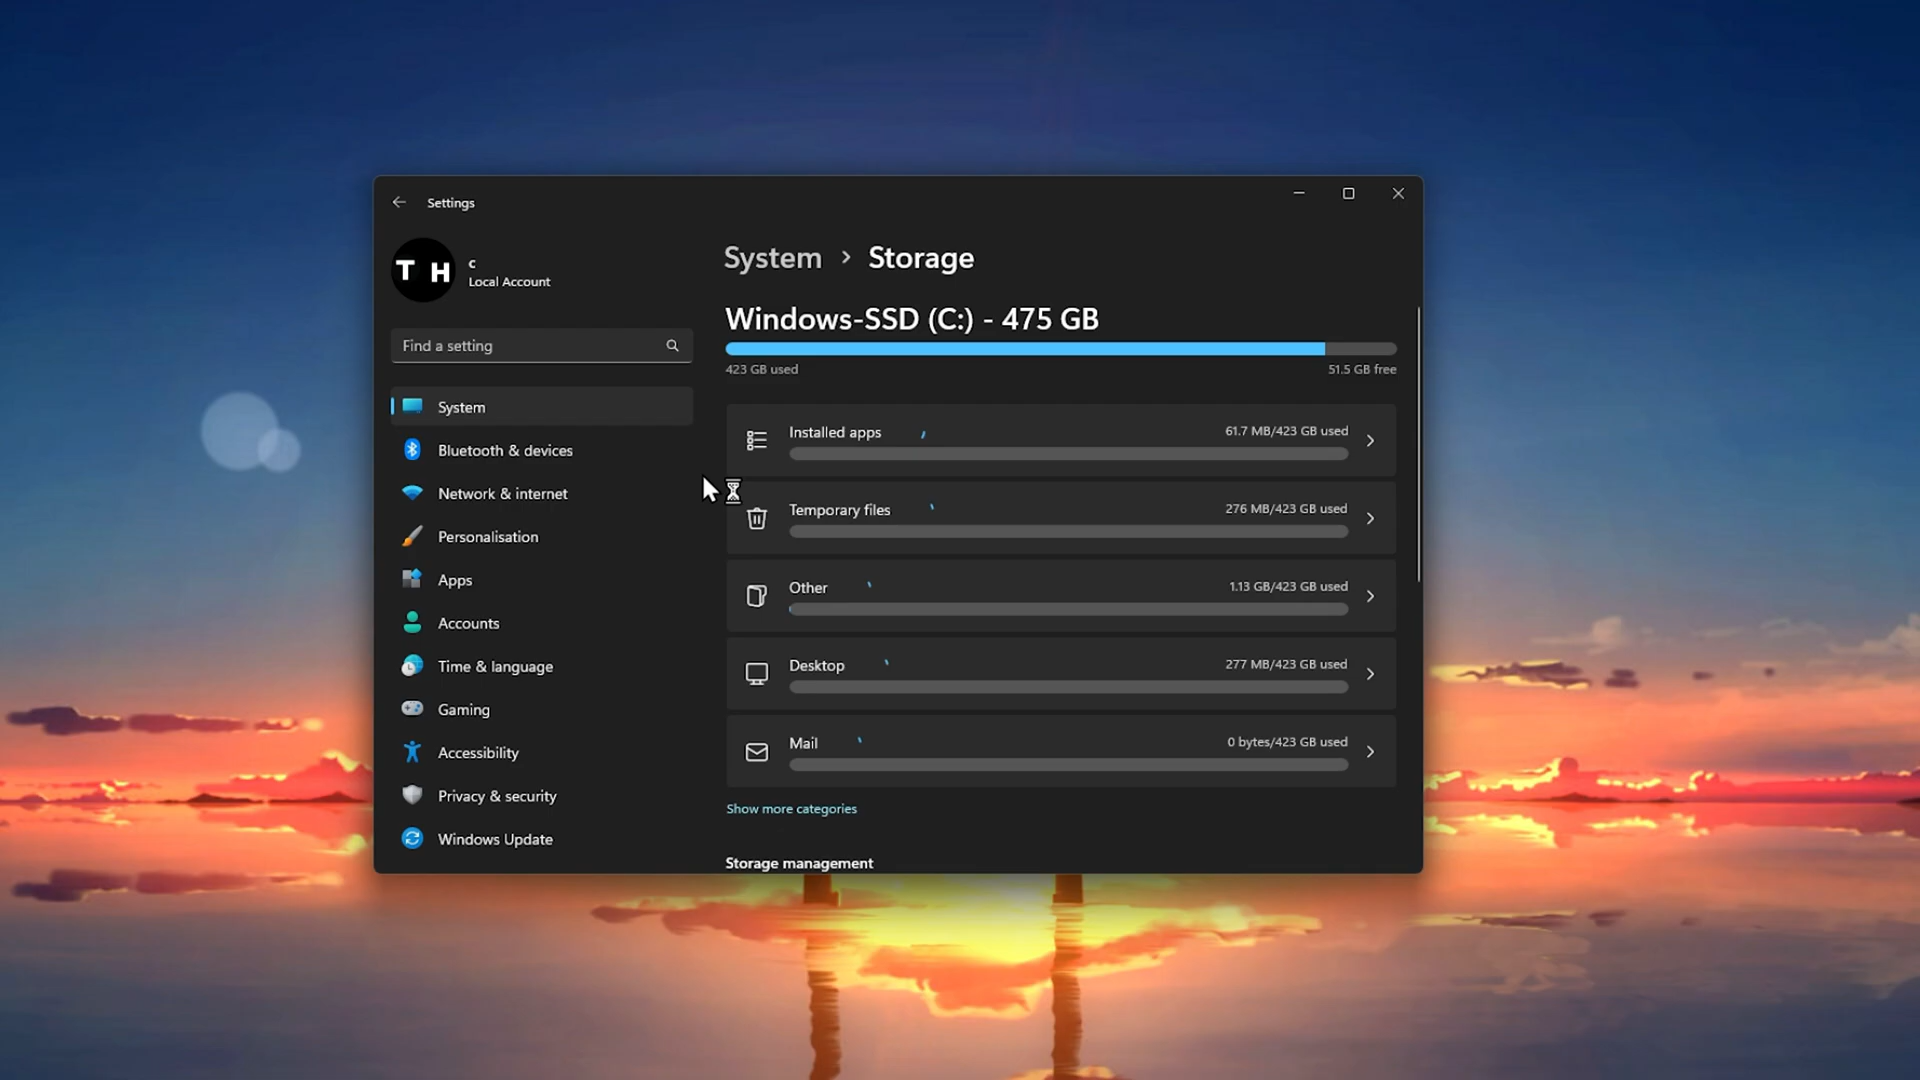 Settings
T H
c
Local Account
Find a setting
System
Bluetooth & devices
Network & internet
Personalisation
Apps
Accounts
Time & language
Gaming
Accessibility
Privacy & security
Windows Update
System > Storage
Windows-SSD (C:) - 475 GB
423 GB used 51.5 GB free
Installed apps 61.7 MB/423 GB used
Temporary files 276 MB/423 GB used
Other 1.13 GB/423 GB used
Desktop 277 MB/423 GB used
Mail 0 bytes/423 GB used
Show more categories
Storage management